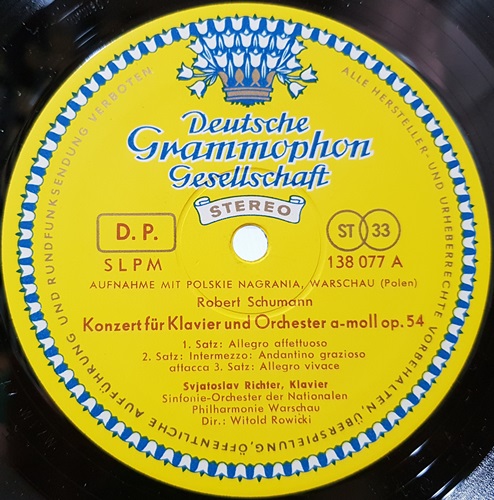 Deutsche
Grammophon
Gesellschaft
STEREO
D. P.
ST 33
SLPM
138 077 A
AUFNAHME MIT POLSKIE NAGRANIA, WARSCHAU (Polen)
Robert Schumann
Konzert für Klavier und Orchester a-moll op. 54
1. Satz: Allegro affettuoso
2. Satz: Intermezzo: Andantino grazioso
attacca 3. Satz: Allegro vivace
Svjatoslav Richter, Klavier
Sinfonie-Orchester der Nationalen
Philharmonie Warschau
Dir.: Witold Rowicki
ALLE HERSTELLER- UND URHEBERRECHTE VORBEHALTEN. ÜBERSPIELUNG, ÖFFENTLICHE AUFFÜHRUNG UND RUNDFUNKSENDUNG VERBOTEN